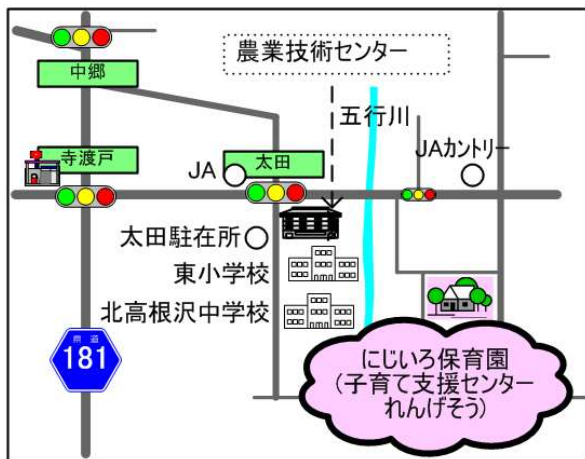 農業技術センター
中郷
五行川
寺渡戸
JA
太田
JAカントリー
太田駐在所
東小学校
北高根沢中学校
県道
181
にじいろ保育園
(子育て支援センター
れんげそう)